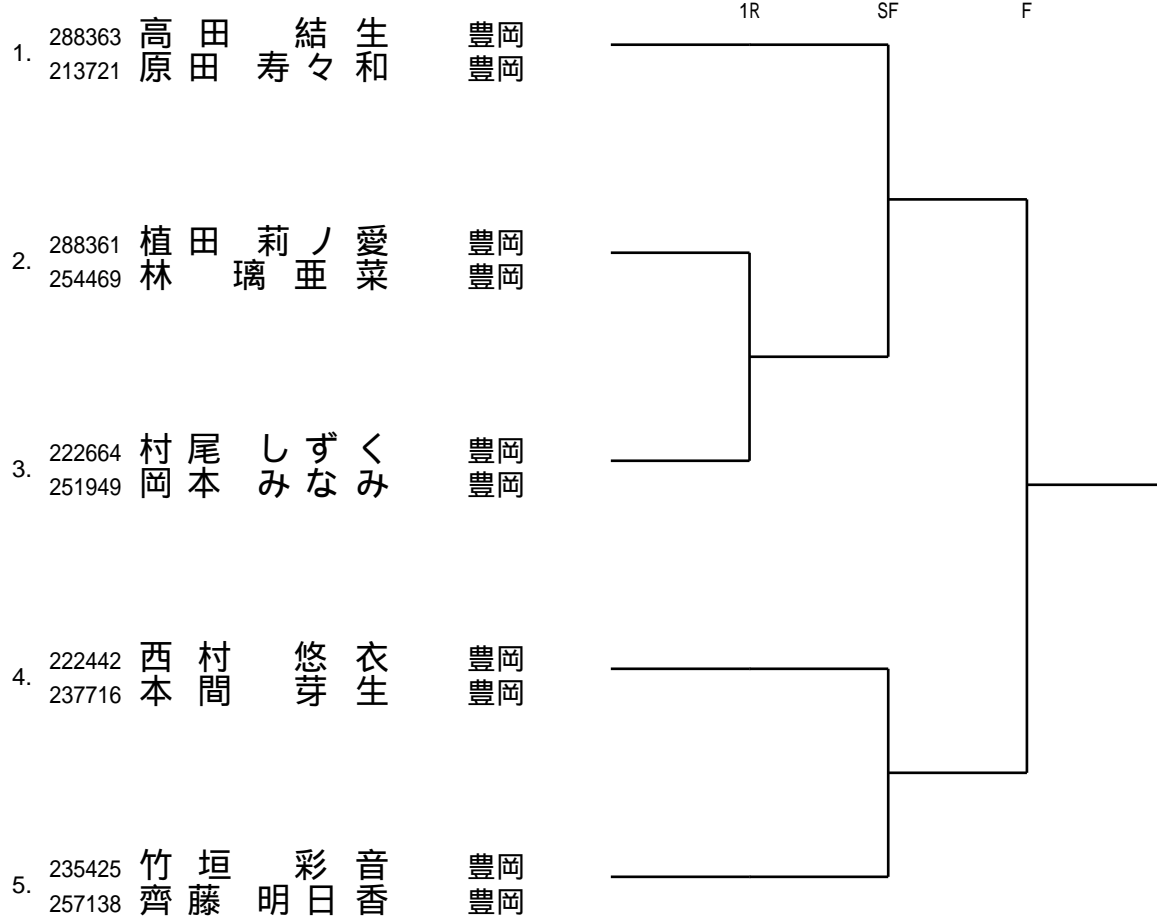 1R SF F
1. 288363 高田 結生 豊岡
213721 原田 寿々和 豊岡
2. 288361 植田 莉ノ愛 豊岡
254469 林 璃亜菜 豊岡
3. 222664 村尾 しずく 豊岡
251949 岡本 みなみ 豊岡
4. 222442 西村 悠衣 豊岡
237716 本間 芽生 豊岡
5. 235425 竹垣 彩音 豊岡
257138 齊藤 明日香 豊岡